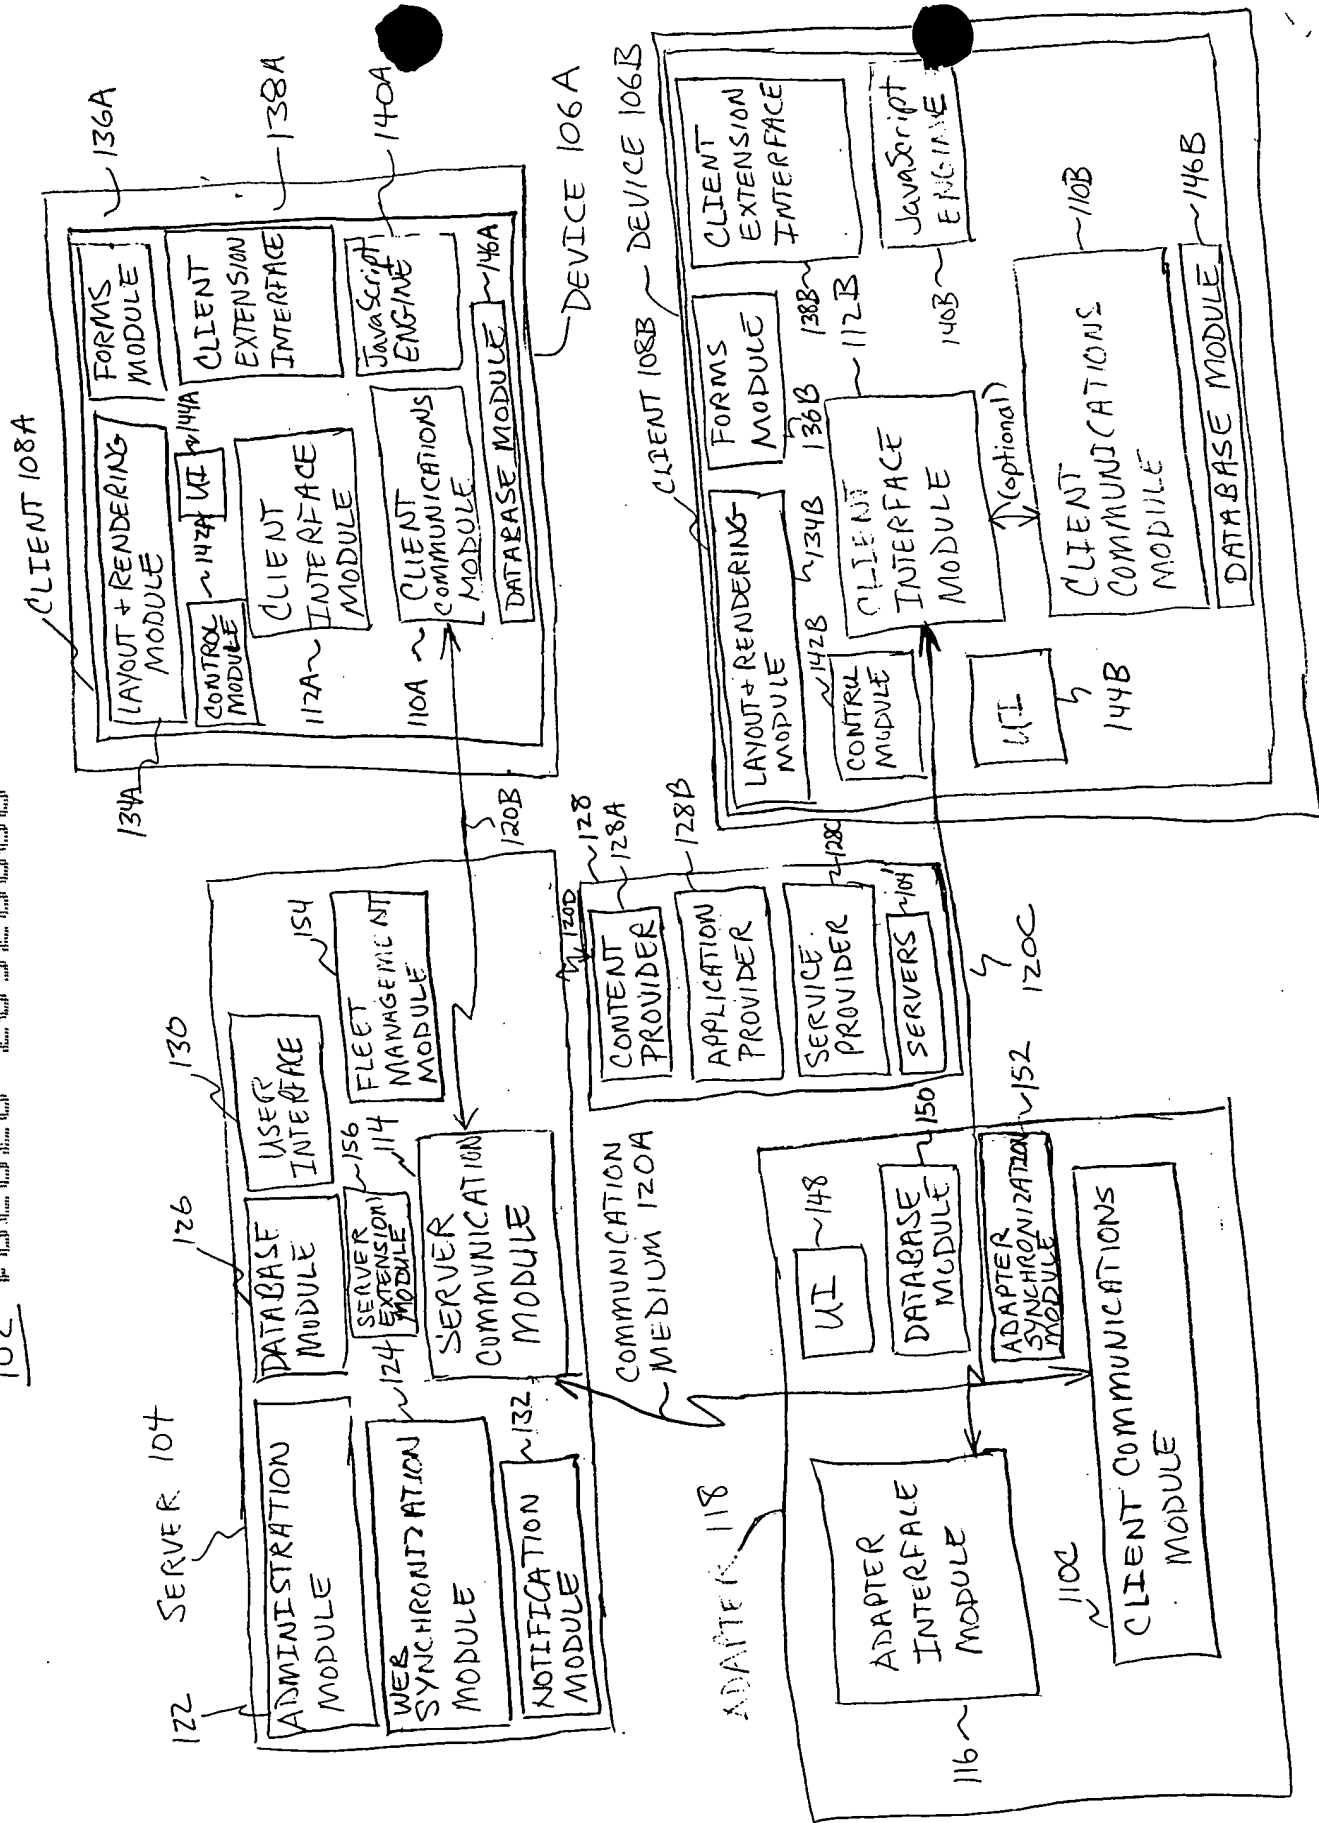 102
SERVER 104
122
ADMINISTRATION
MODULE
126
DATABASE
MODULE
130
USER
INTERFACE
154
FLEET
MANAGEMENT
MODULE
WEB
SYNCHRONIZATION
MODULE
124
SERVER
EXTENSION
MODULE
156
114
SERVER
COMMUNICATION
MODULE
NOTIFICATION
MODULE
132
COMMUNICATION
MEDIUM 120A
120B
120D
128
128A
CONTENT
PROVIDER
128B
APPLICATION
PROVIDER
128C
SERVICE
PROVIDER
SERVERS
104'
120C
CLIENT 108A
134A
LAYOUT + RENDERING
MODULE
FORMS
MODULE
136A
CONTROL
MODULE
142A
UI
144A
CLIENT
EXTENSION
INTERFACE
138A
112A
CLIENT
INTERFACE
MODULE
JavaScript
ENGINE
140A
110A
CLIENT
COMMUNICATIONS
MODULE
DATABASE MODULE
146A
DEVICE 106A
ADAPTER 118
116
ADAPTER
INTERFALE
MODULE
UI
148
DATABASE
MODULE
150
ADAPTER
SYNCHRONIZATION
MODULE
152
110C
CLIENT COMMUNICATIONS
MODULE
CLIENT 108B
DEVICE 106B
LAYOUT + RENDERING
MODULE
134B
FORMS
MODULE
136B
CLIENT
EXTENSION
INTERFACE
138B
142B
CONTROL
MODULE
CLIENT
INTERFACE
MODULE
112B
JavaScript
ENGINE
140B
UI
144B
(optional)
CLIENT
COMMUNICATIONS
MODULE
110B
DATABASE MODULE
146B